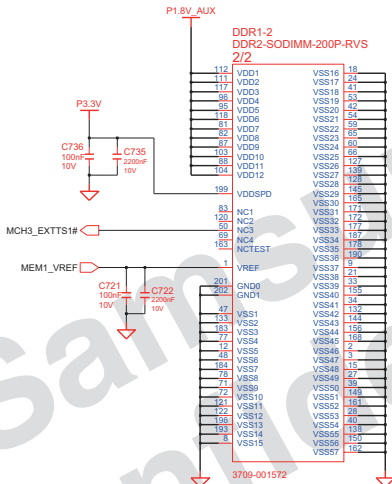 P1.8V_AUX
DDR1-2
DDR2-SODIMM-200P-RVS
2/2
112 VDD1 VSS16 18
111 VDD2 VSS17 24
117 VDD3 VSS18 41
96 VDD4 VSS19 53
95 VDD5 VSS20 42
118 VDD6 VSS21 54
81 VDD7 VSS22 59
82 VDD8 VSS23 65
87 VDD9 VSS24 60
103 VDD10 VSS25 66
88 VDD11 VSS26 127
104 VDD12 VSS27 139
VSS28 128
199 VDDSPD VSS29 145
VSS30 165
83 NC1 VSS31 171
120 NC2 VSS32 172
50 NC3 VSS33 177
69 NC4 VSS34 187
163 NCTEST VSS35 178
VSS36 190
1 VREF VSS37 9
VSS38 21
201 GND0 VSS39 33
202 GND1 VSS40 155
VSS41 34
47 VSS1 VSS42 132
133 VSS2 VSS43 144
183 VSS3 VSS44 156
77 VSS4 VSS45 168
12 VSS5 VSS46 2
48 VSS6 VSS47 3
184 VSS7 VSS48 15
78 VSS8 VSS49 27
71 VSS9 VSS50 39
72 VSS10 VSS51 149
121 VSS11 VSS52 161
122 VSS12 VSS53 28
196 VSS13 VSS54 40
193 VSS14 VSS55 138
8 VSS15 VSS56 150
VSS57 162
3709-001572
P3.3V
C736
100nF
10V
C735
2200nF
10V
MCH3_EXTTS1#
MEM1_VREF
C721
100nF
10V
C722
2200nF
10V